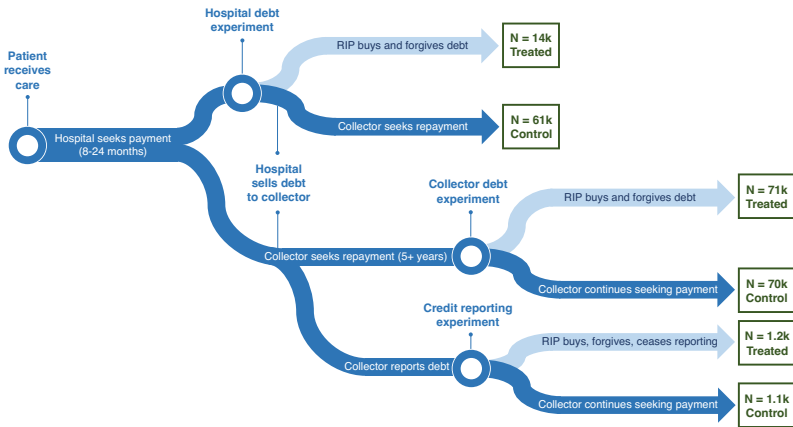 Hospital debt
experiment
RIP buys and forgives debt
N = 14k
Treated
Patient
receives
care
Collector seeks repayment
N = 61k
Control
Hospital seeks payment
(8-24 months)
Hospital
sells debt
to collector
Collector debt
experiment
RIP buys and forgives debt
N = 71k
Treated
Collector seeks repayment (5+ years)
Collector continues seeking payment
N = 70k
Control
Credit reporting
experiment
RIP buys, forgives, ceases reporting
N = 1.2k
Treated
Collector reports debt
Collector continues seeking payment
N = 1.1k
Control